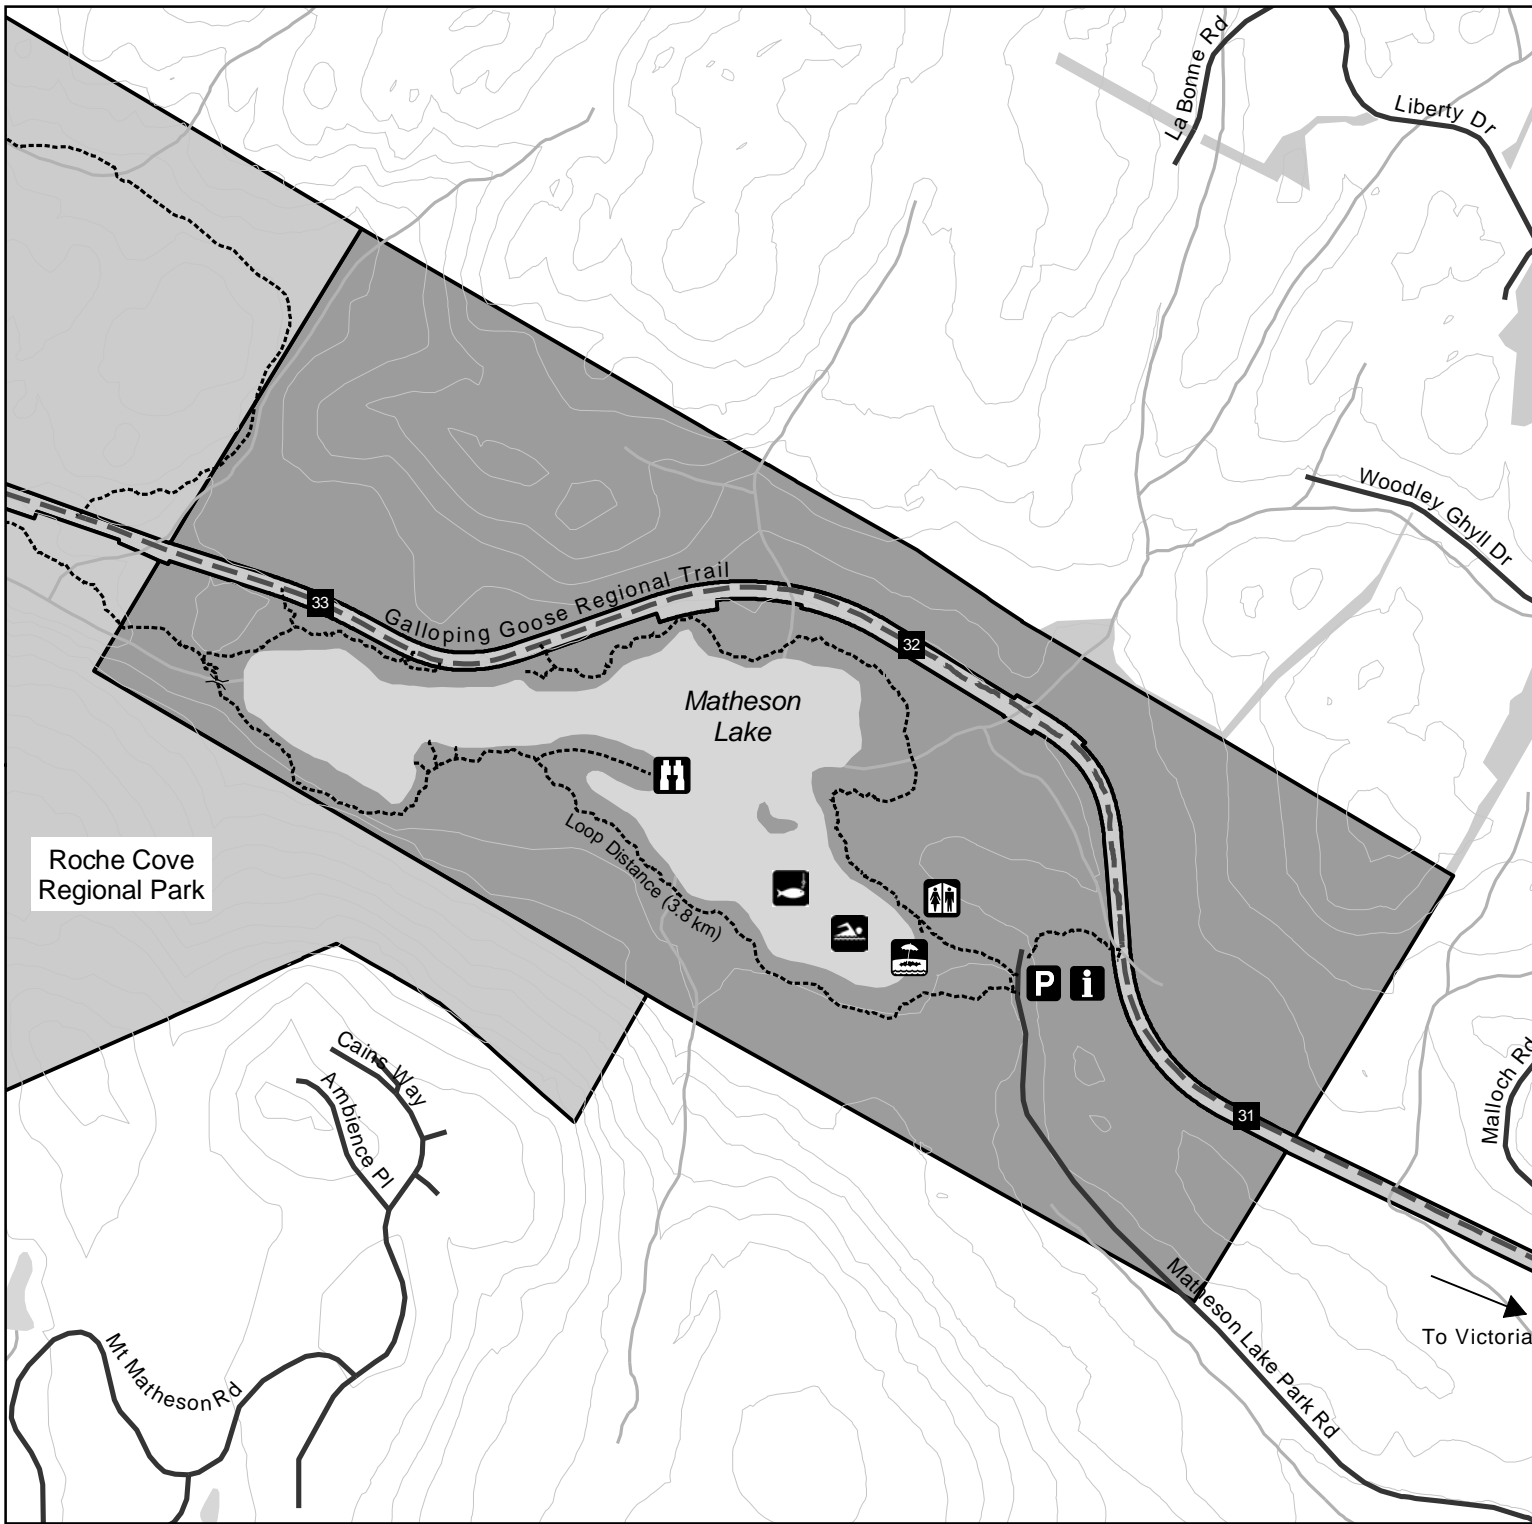 La Bonne Rd
Liberty Dr
Woodley Ghyll Dr
Galloping Goose Regional Trail
33
32
Matheson
Lake
Loop Distance (3.8 km)
Roche Cove
Regional Park
P i
Cains Way
Ambience Pl
Malloch Rd
31
To Victoria
Matheson Lake Park Rd
Mt Matheson Rd